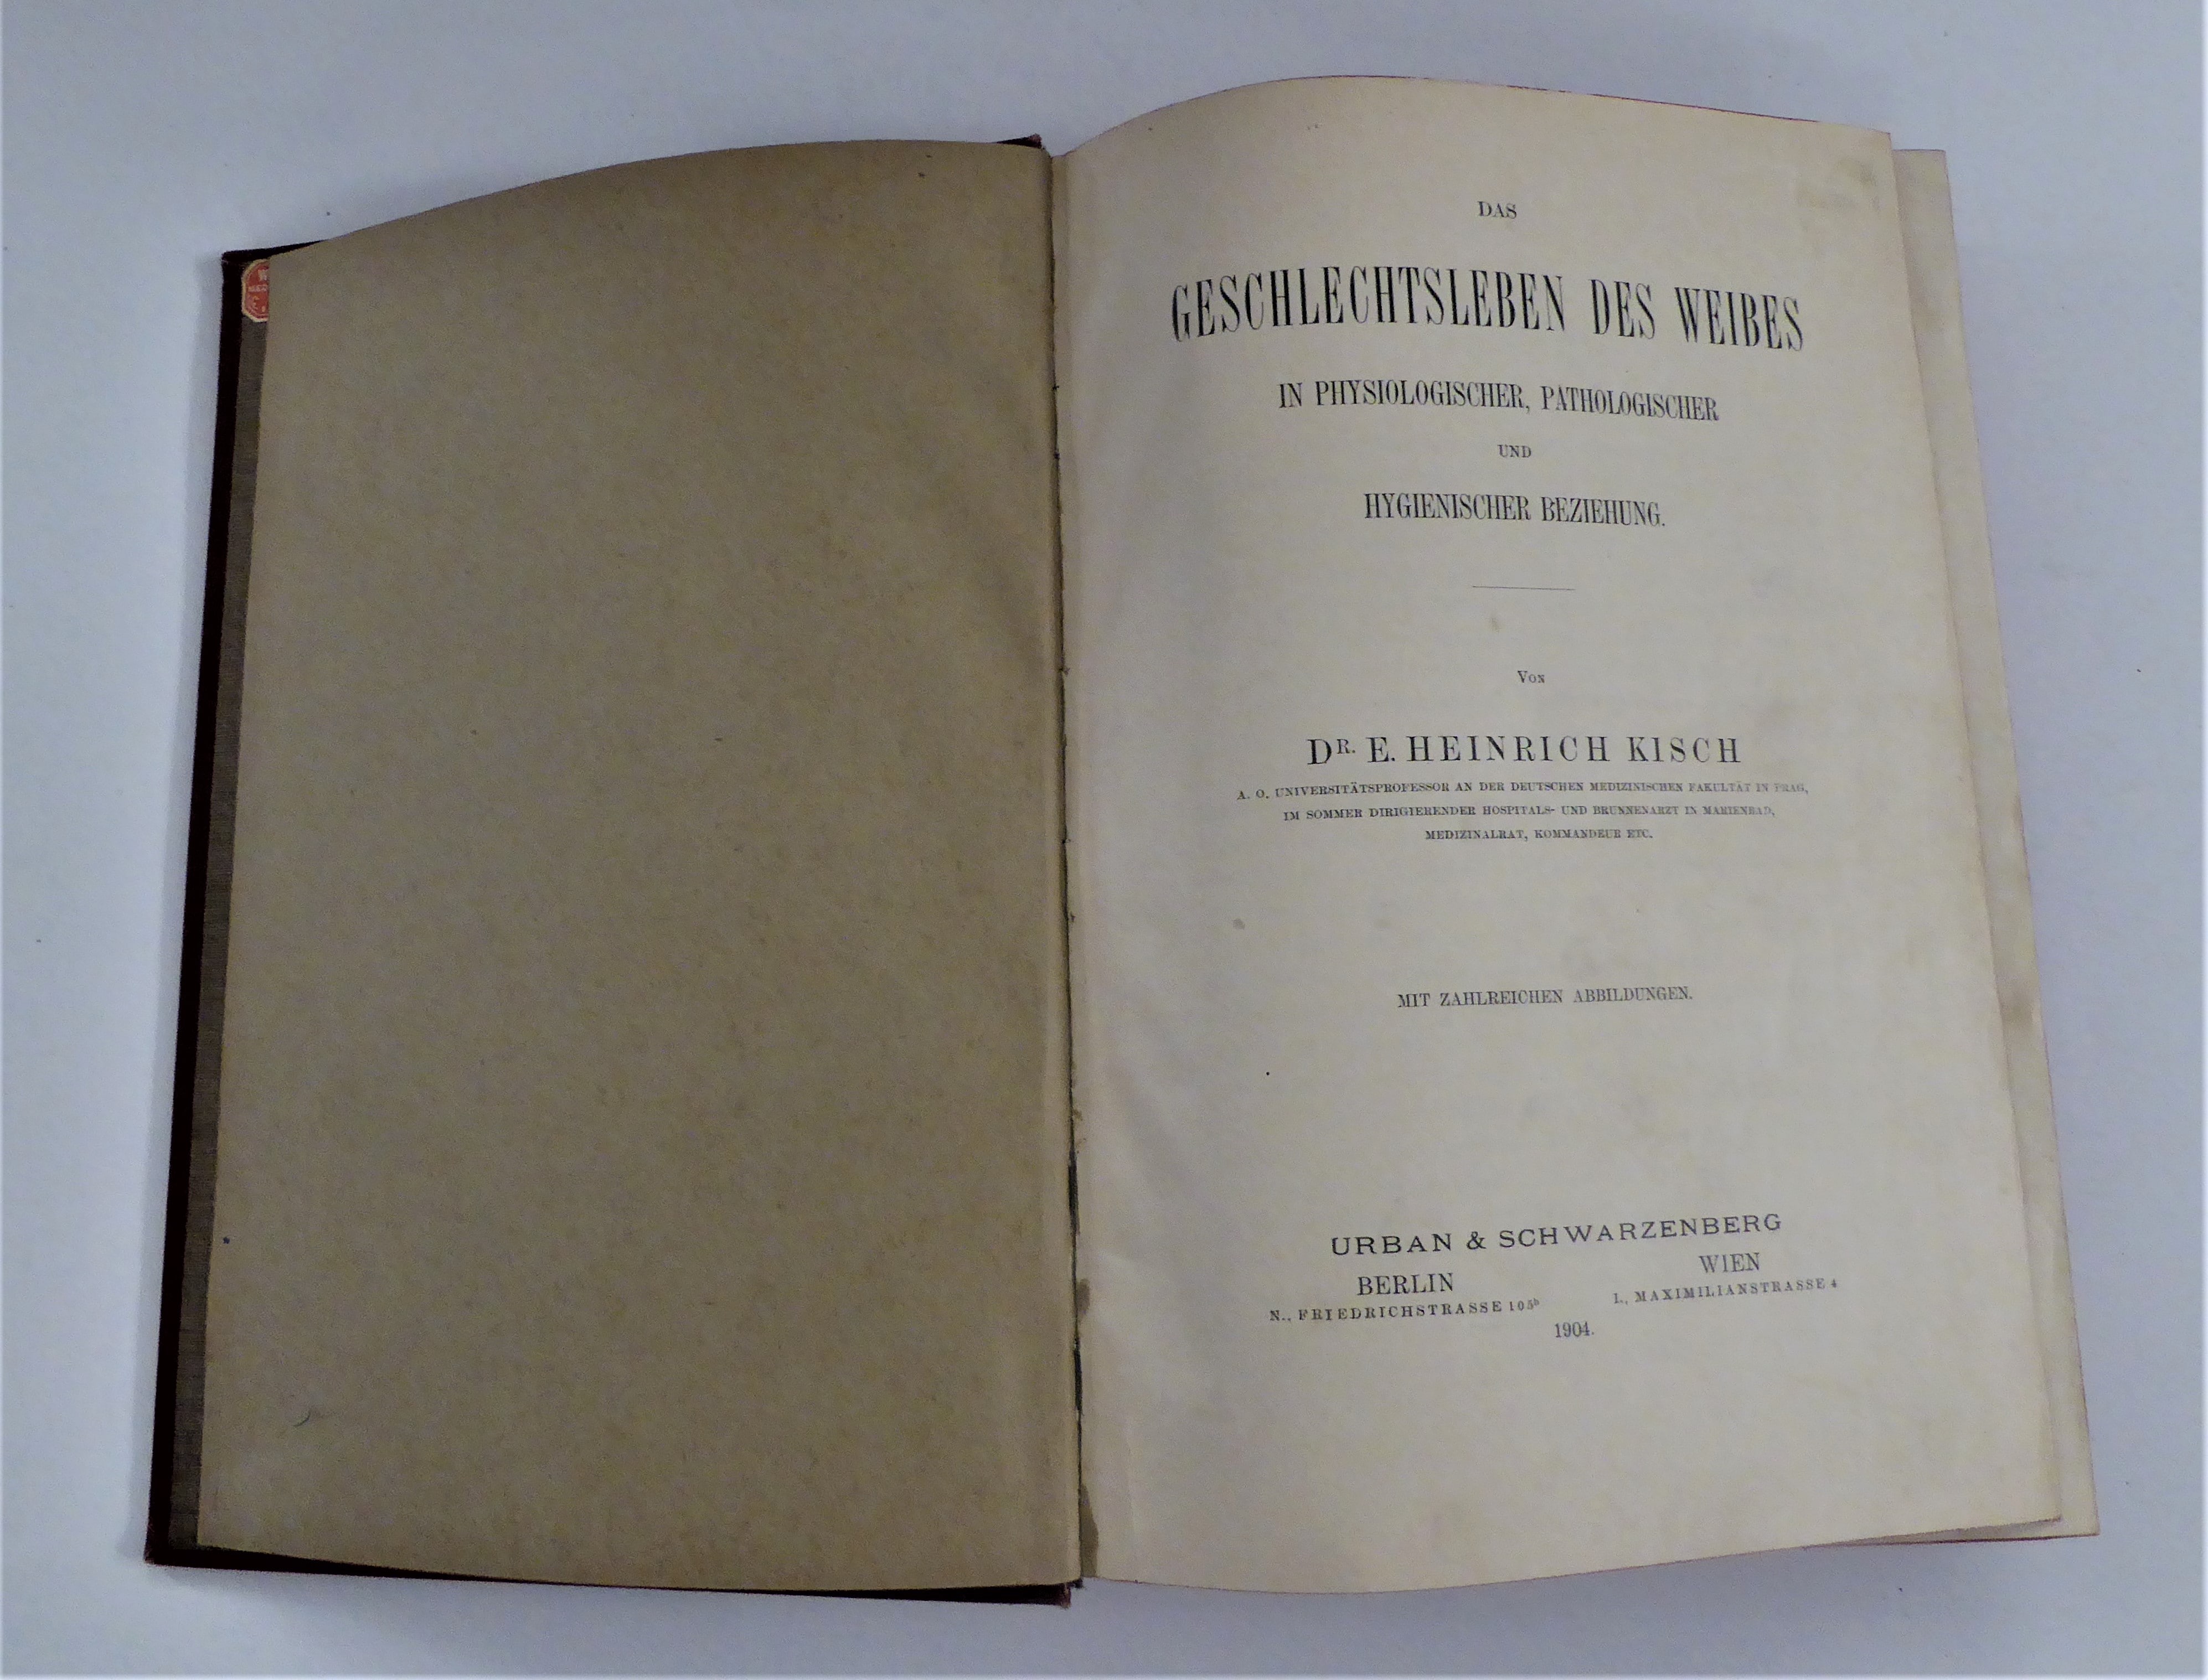 DAS
GESCHLECHTSLEBEN DES WEIBES
IN PHYSIOLOGISCHER, PATHOLOGISCHER
UND
HYGIENISCHER BEZIEHUNG.
VON
DR. E. HEINRICH KISCH
A. O. UNIVERSITÄTSPROFESSOR AN DER DEUTSCHEN MEDIZINISCHEN FAKULTÄT IN PRAG,
IM SOMMER DIRIGIERENDER HOSPITALS- UND BRUNNENARZT IN MARIENBAD,
MEDIZINALRAT, KOMMANDEUR ETC.
MIT ZAHLREICHEN ABBILDUNGEN.
URBAN & SCHWARZENBERG
BERLIN WIEN
N., FRIEDRICHSTRASSE 105b I., MAXIMILIANSTRASSE 4
1904.